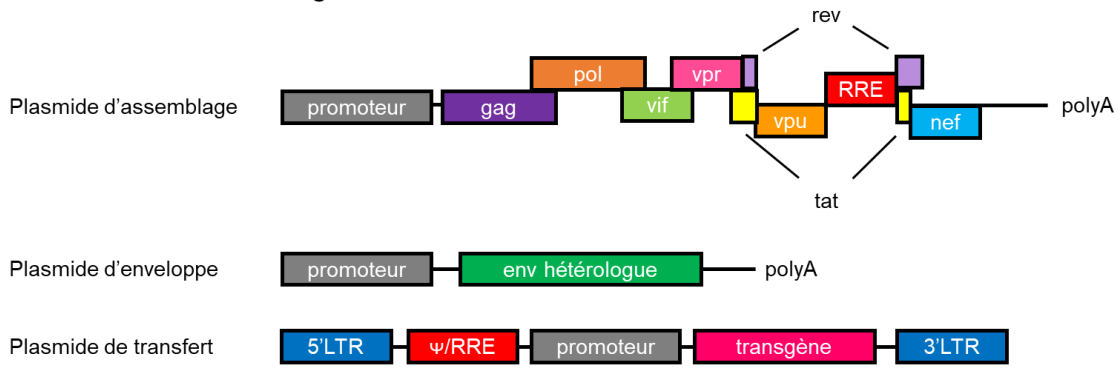 rev
Plasmide d'assemblage promoteur gag pol vif vpr vpu RRE nef polyA
tat
Plasmide d'enveloppe promoteur env hétérologue polyA
Plasmide de transfert 5'LTR Ψ/RRE promoteur transgène 3'LTR